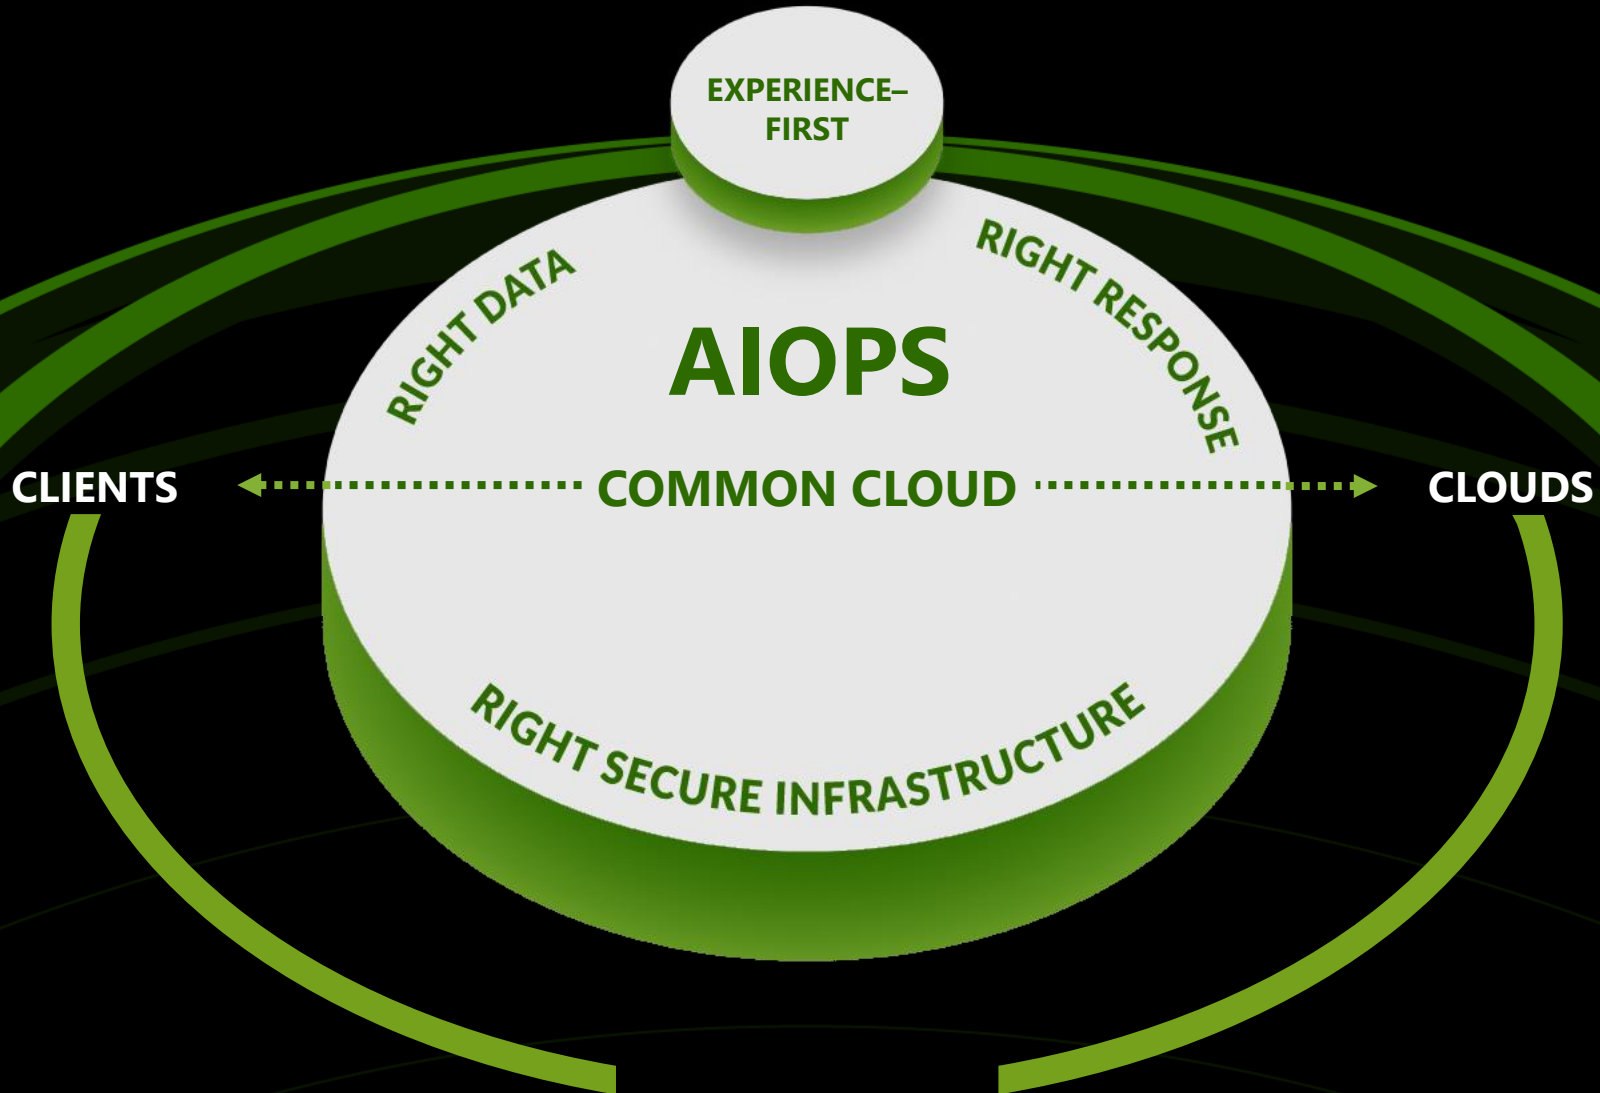 EXPERIENCE–
FIRST
RIGHT DATA
RIGHT RESPONSE
AIOPS
CLIENTS
COMMON CLOUD
CLOUDS
RIGHT SECURE INFRASTRUCTURE